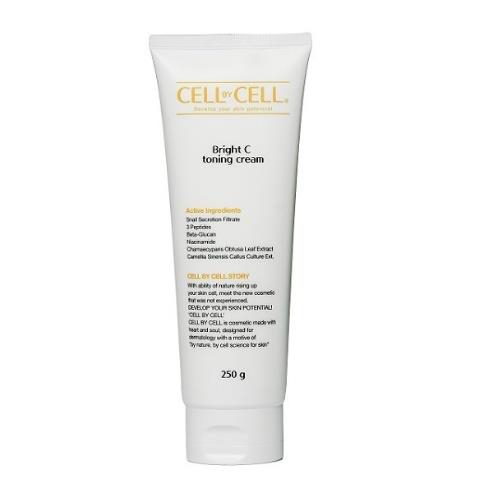 CELL BY CELL®
Develop your skin potential
Bright C
toning cream
Active Ingredients
Snail Secretion Filtrate
3 Peptides
Beta-Glucan
Niacinamide
Chamaecyparis Obtusa Leaf Extract
Camellia Sinensis Callus Culture Ext.
CELL BY CELL STORY
With ability of nature rising up
your skin cell, meet the new cosmetic
that was not experienced.
DEVELOP YOUR SKIN POTENTIAL!
'CELL BY CELL'
CELL BY CELL is cosmetic made with
heart and soul, designed for
dermatology with a motive of
"by nature, by cell science for skin"
250 g